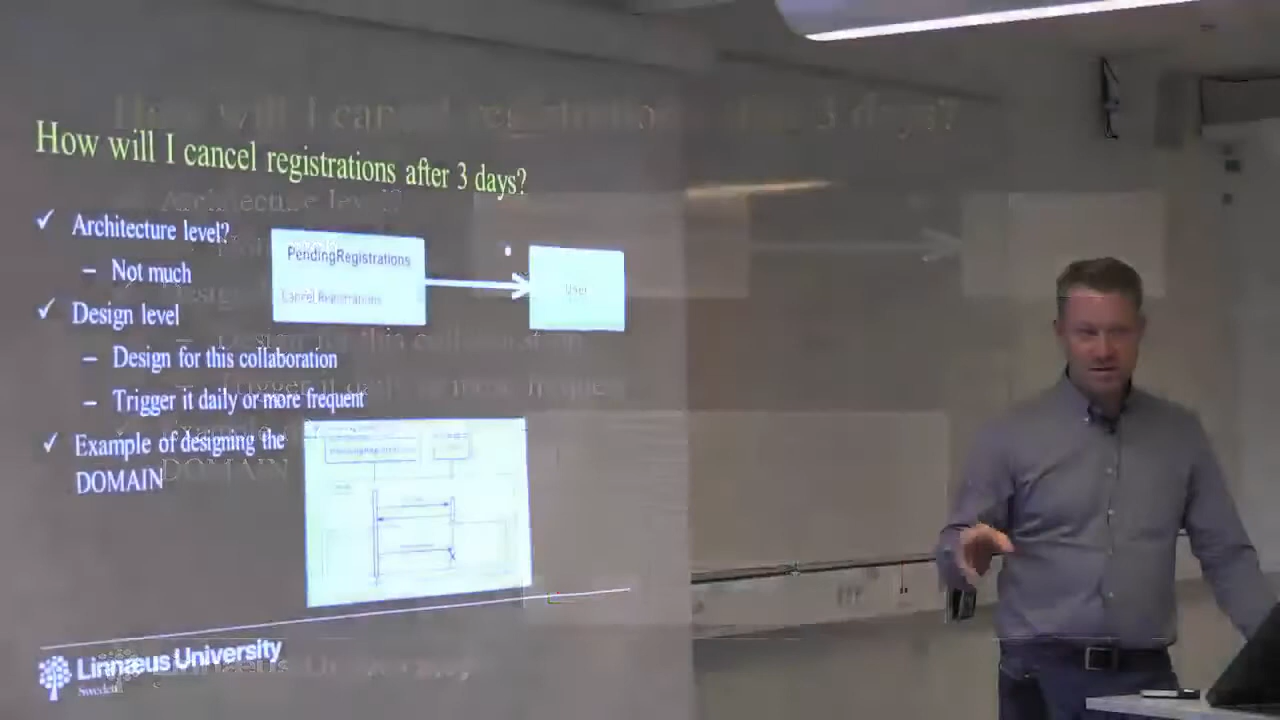 How will I cancel registrations after 3 days?
✓ Architecture level?
– Not much
✓ Design level
– Design for this collaboration
– Trigger it daily or more frequent
✓ Example of designing the
DOMAIN
PendingRegistrations
Cancel Registrations
User
Linnæus University
Sweden